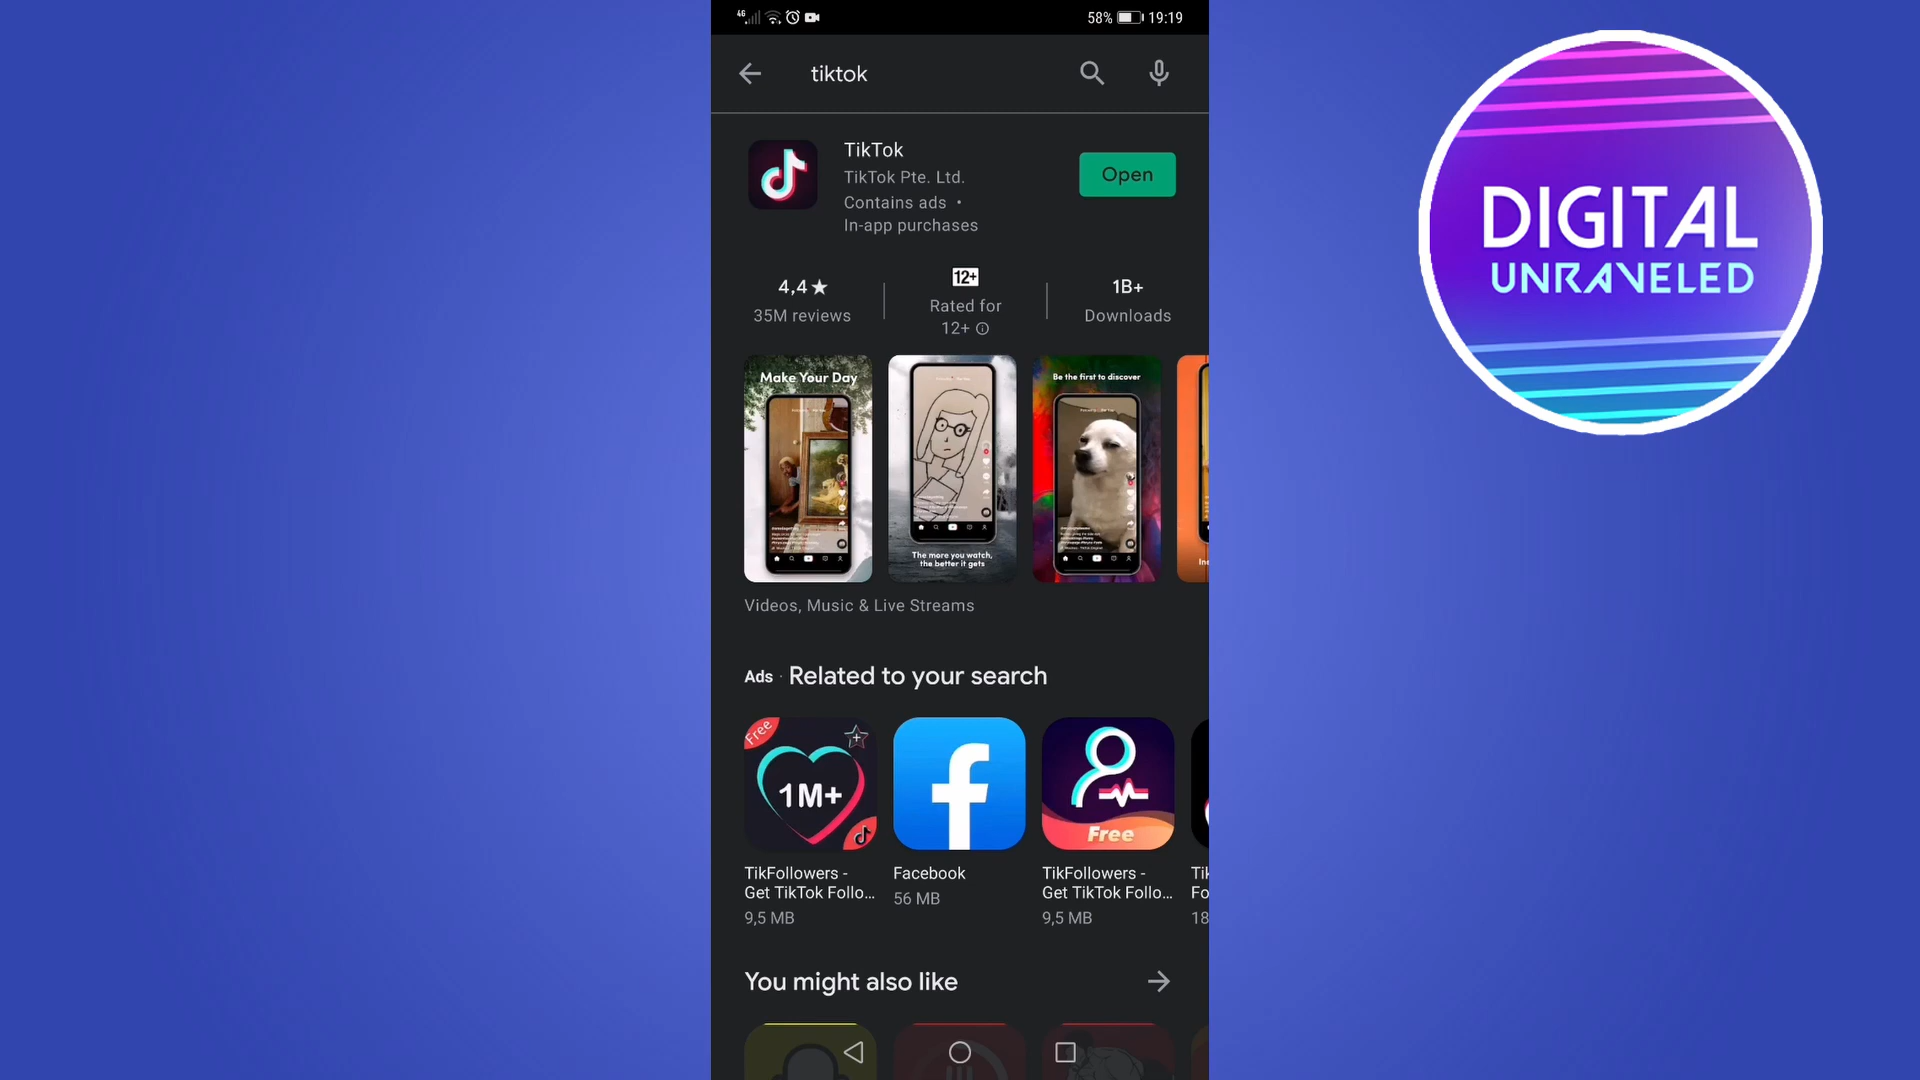 4G
58%
19:19
tiktok
DIGITAL
UNRAVELED
TikTok
TikTok Pte. Ltd.
Contains ads •
In-app purchases
Open
4,4★
35M reviews
12+
Rated for
12+
1B+
Downloads
Make Your Day
The more you watch,
the better it gets
Be the first to discover
Videos, Music & Live Streams
Ads · Related to your search
Free
1M+
Free
TikFollowers -
Get TikTok Follo...
9,5 MB
Facebook
56 MB
TikFollowers -
Get TikTok Follo...
9,5 MB
You might also like